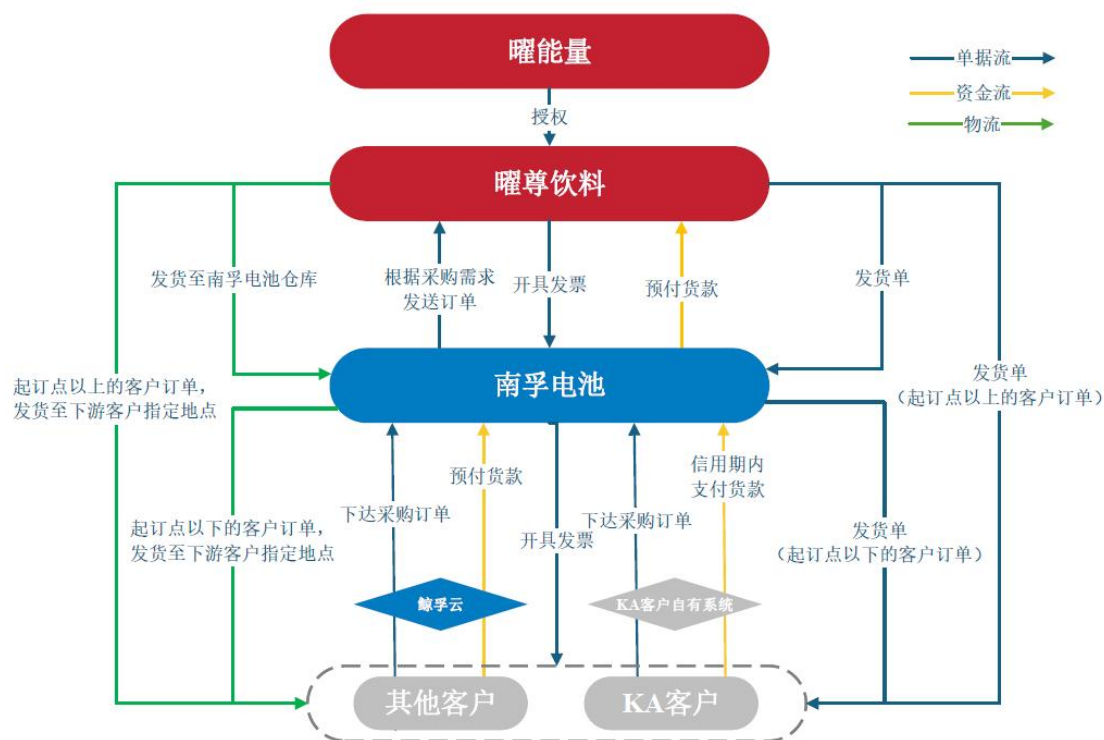 曜能量
单据流
资金流
物流
授权
曜尊饮料
发货至南孚电池仓库
根据采购需求
发送订单
开具发票
预付货款
发货单
南孚电池
起订点以上的客户订单，
发货至下游客户指定地点
发货单
（起订点以上的客户订单）
预付货款
信用期内
支付货款
下达采购订单
开具发票
下达采购订单
起订点以下的客户订单，
发货至下游客户指定地点
发货单
（起订点以下的客户订单）
鲸孚云
KA客户自有系统
其他客户
KA客户